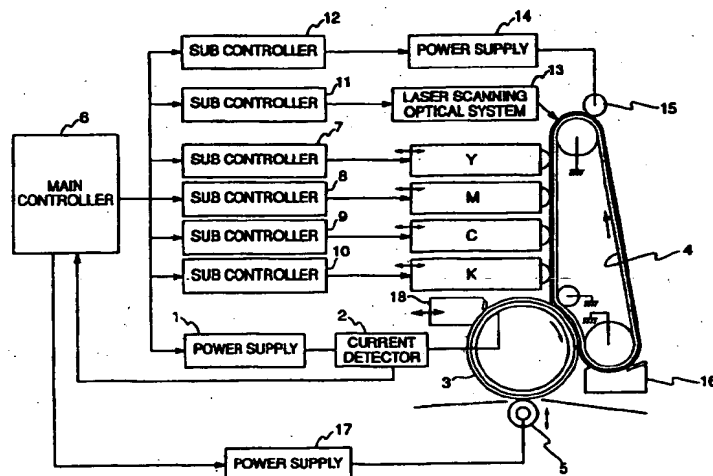 12
SUB CONTROLLER
14
POWER SUPPLY
11
SUB CONTROLLER
13
LASER SCANNING
OPTICAL SYSTEM
15
6
MAIN
CONTROLLER
7
SUB CONTROLLER
Y
8
SUB CONTROLLER
M
9
SUB CONTROLLER
C
10
SUB CONTROLLER
K
4
18
1
POWER SUPPLY
2
CURRENT
DETECTOR
3
16
17
POWER SUPPLY
5